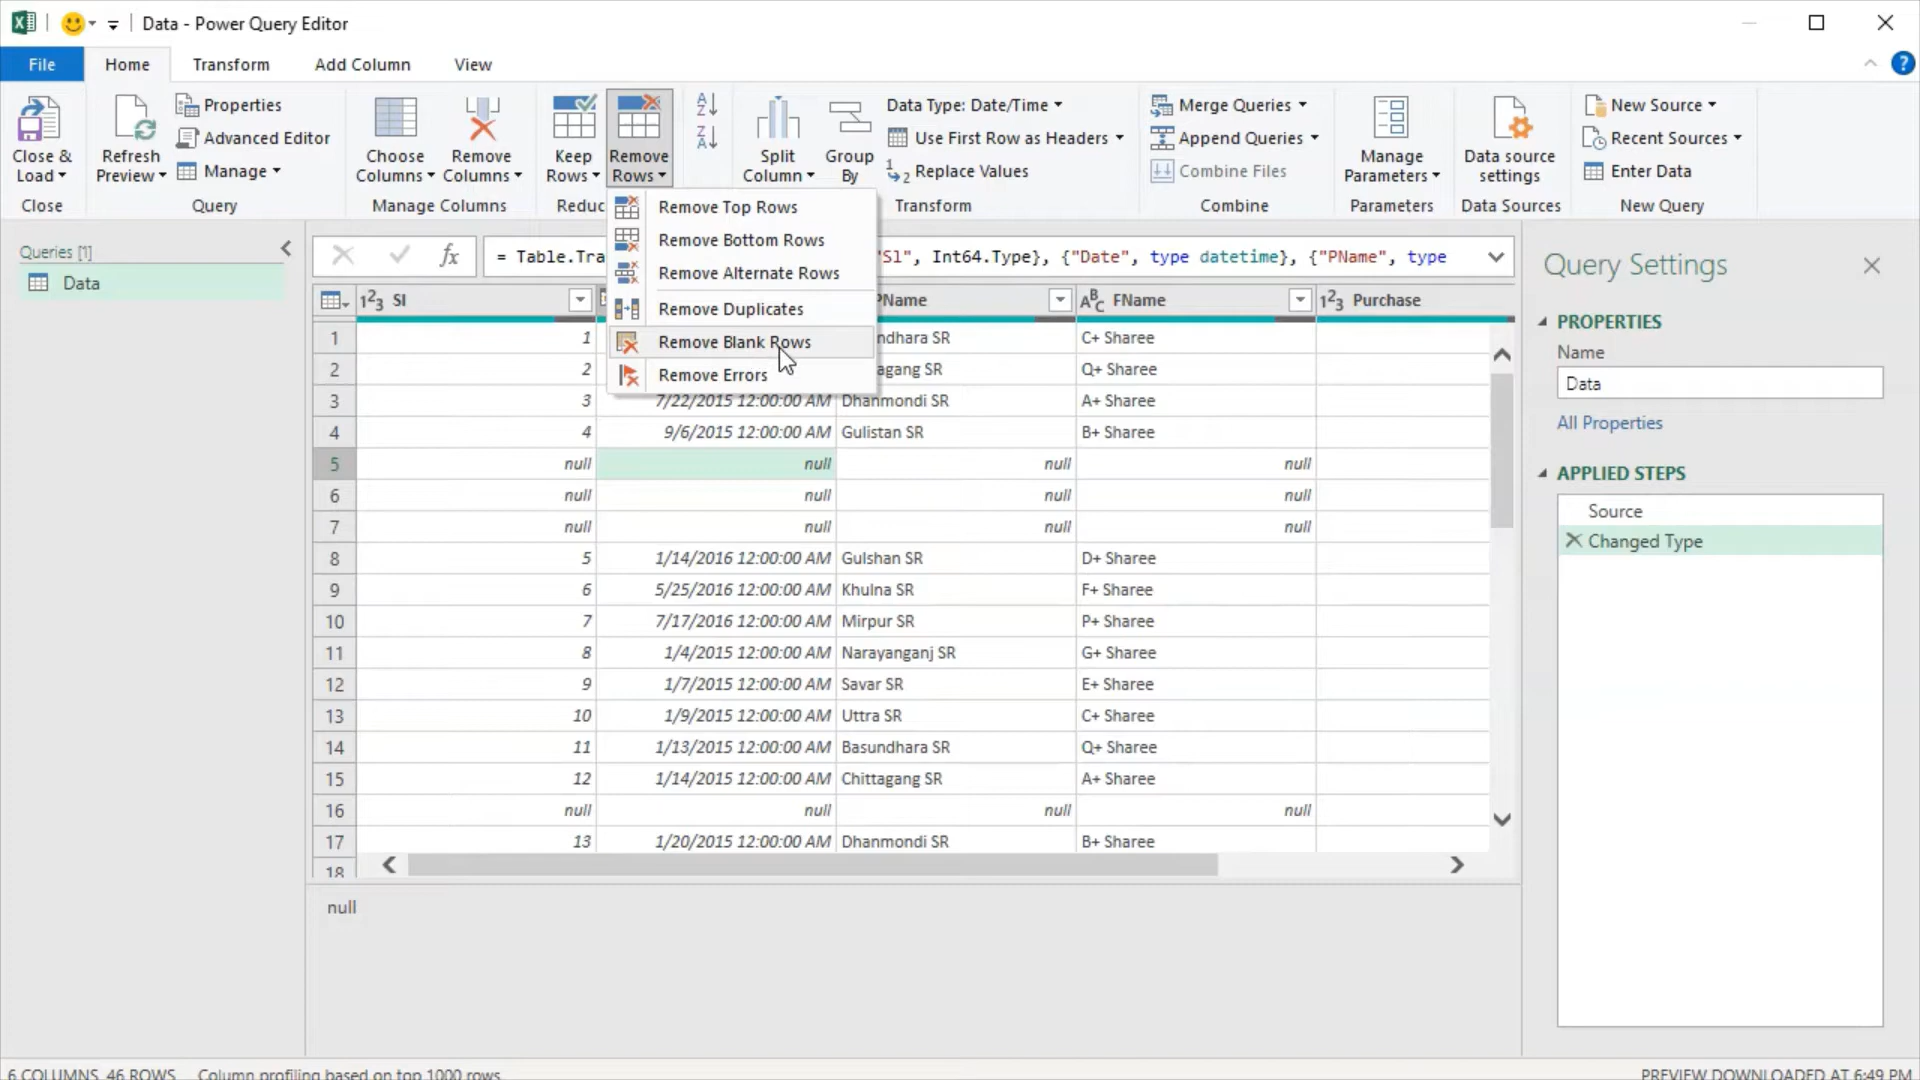 Data - Power Query Editor
File
Home
Transform
Add Column
View
Close &
Load
Close
Refresh
Preview
Properties
Advanced Editor
Manage
Query
Choose
Columns
Remove
Columns
Manage Columns
Keep
Rows
Remove
Rows
Reduc
Split
Column
Group
By
Data Type: Date/Time
Use First Row as Headers
Replace Values
Transform
Merge Queries
Append Queries
Combine Files
Combine
Manage
Parameters
Parameters
Data source
settings
Data Sources
New Source
Recent Sources
Enter Data
New Query
Remove Top Rows
Remove Bottom Rows
Remove Alternate Rows
Remove Duplicates
Remove Blank Rows
Remove Errors
Queries [1]
Data
fx
= Table.Tra
"Sl", Int64.Type}, {"Date", type datetime}, {"PName", type
Sl PName FName Purchase
1 1 ndhara SR C+ Sharee
2 2 agang SR Q+ Sharee
3 3 7/22/2015 12:00:00 AM Dhanmondi SR A+ Sharee
4 4 9/6/2015 12:00:00 AM Gulistan SR B+ Sharee
5 null null null null
6 null null null null
7 null null null null
8 5 1/14/2016 12:00:00 AM Gulshan SR D+ Sharee
9 6 5/25/2016 12:00:00 AM Khulna SR F+ Sharee
10 7 7/17/2016 12:00:00 AM Mirpur SR P+ Sharee
11 8 1/4/2015 12:00:00 AM Narayanganj SR G+ Sharee
12 9 1/7/2015 12:00:00 AM Savar SR E+ Sharee
13 10 1/9/2015 12:00:00 AM Uttra SR C+ Sharee
14 11 1/13/2015 12:00:00 AM Basundhara SR Q+ Sharee
15 12 1/14/2015 12:00:00 AM Chittagang SR A+ Sharee
16 null null null null
17 13 1/20/2015 12:00:00 AM Dhanmondi SR B+ Sharee
18
null
Query Settings
PROPERTIES
Name
Data
All Properties
APPLIED STEPS
Source
Changed Type
6 COLUMNS, 46 ROWS Column profiling based on top 1000 rows
PREVIEW DOWNLOADED AT 6:49 PM